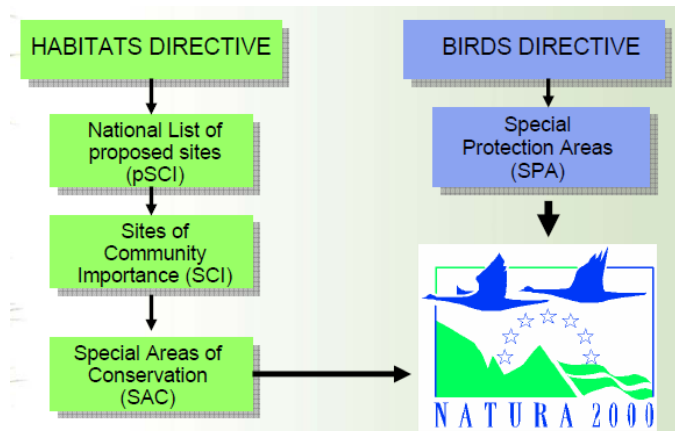 HABITATS DIRECTIVE
National List of
proposed sites
(pSCI)
Sites of
Community
Importance (SCI)
Special Areas of
Conservation
(SAC)
BIRDS DIRECTIVE
Special
Protection Areas
(SPA)
NATURA 2000